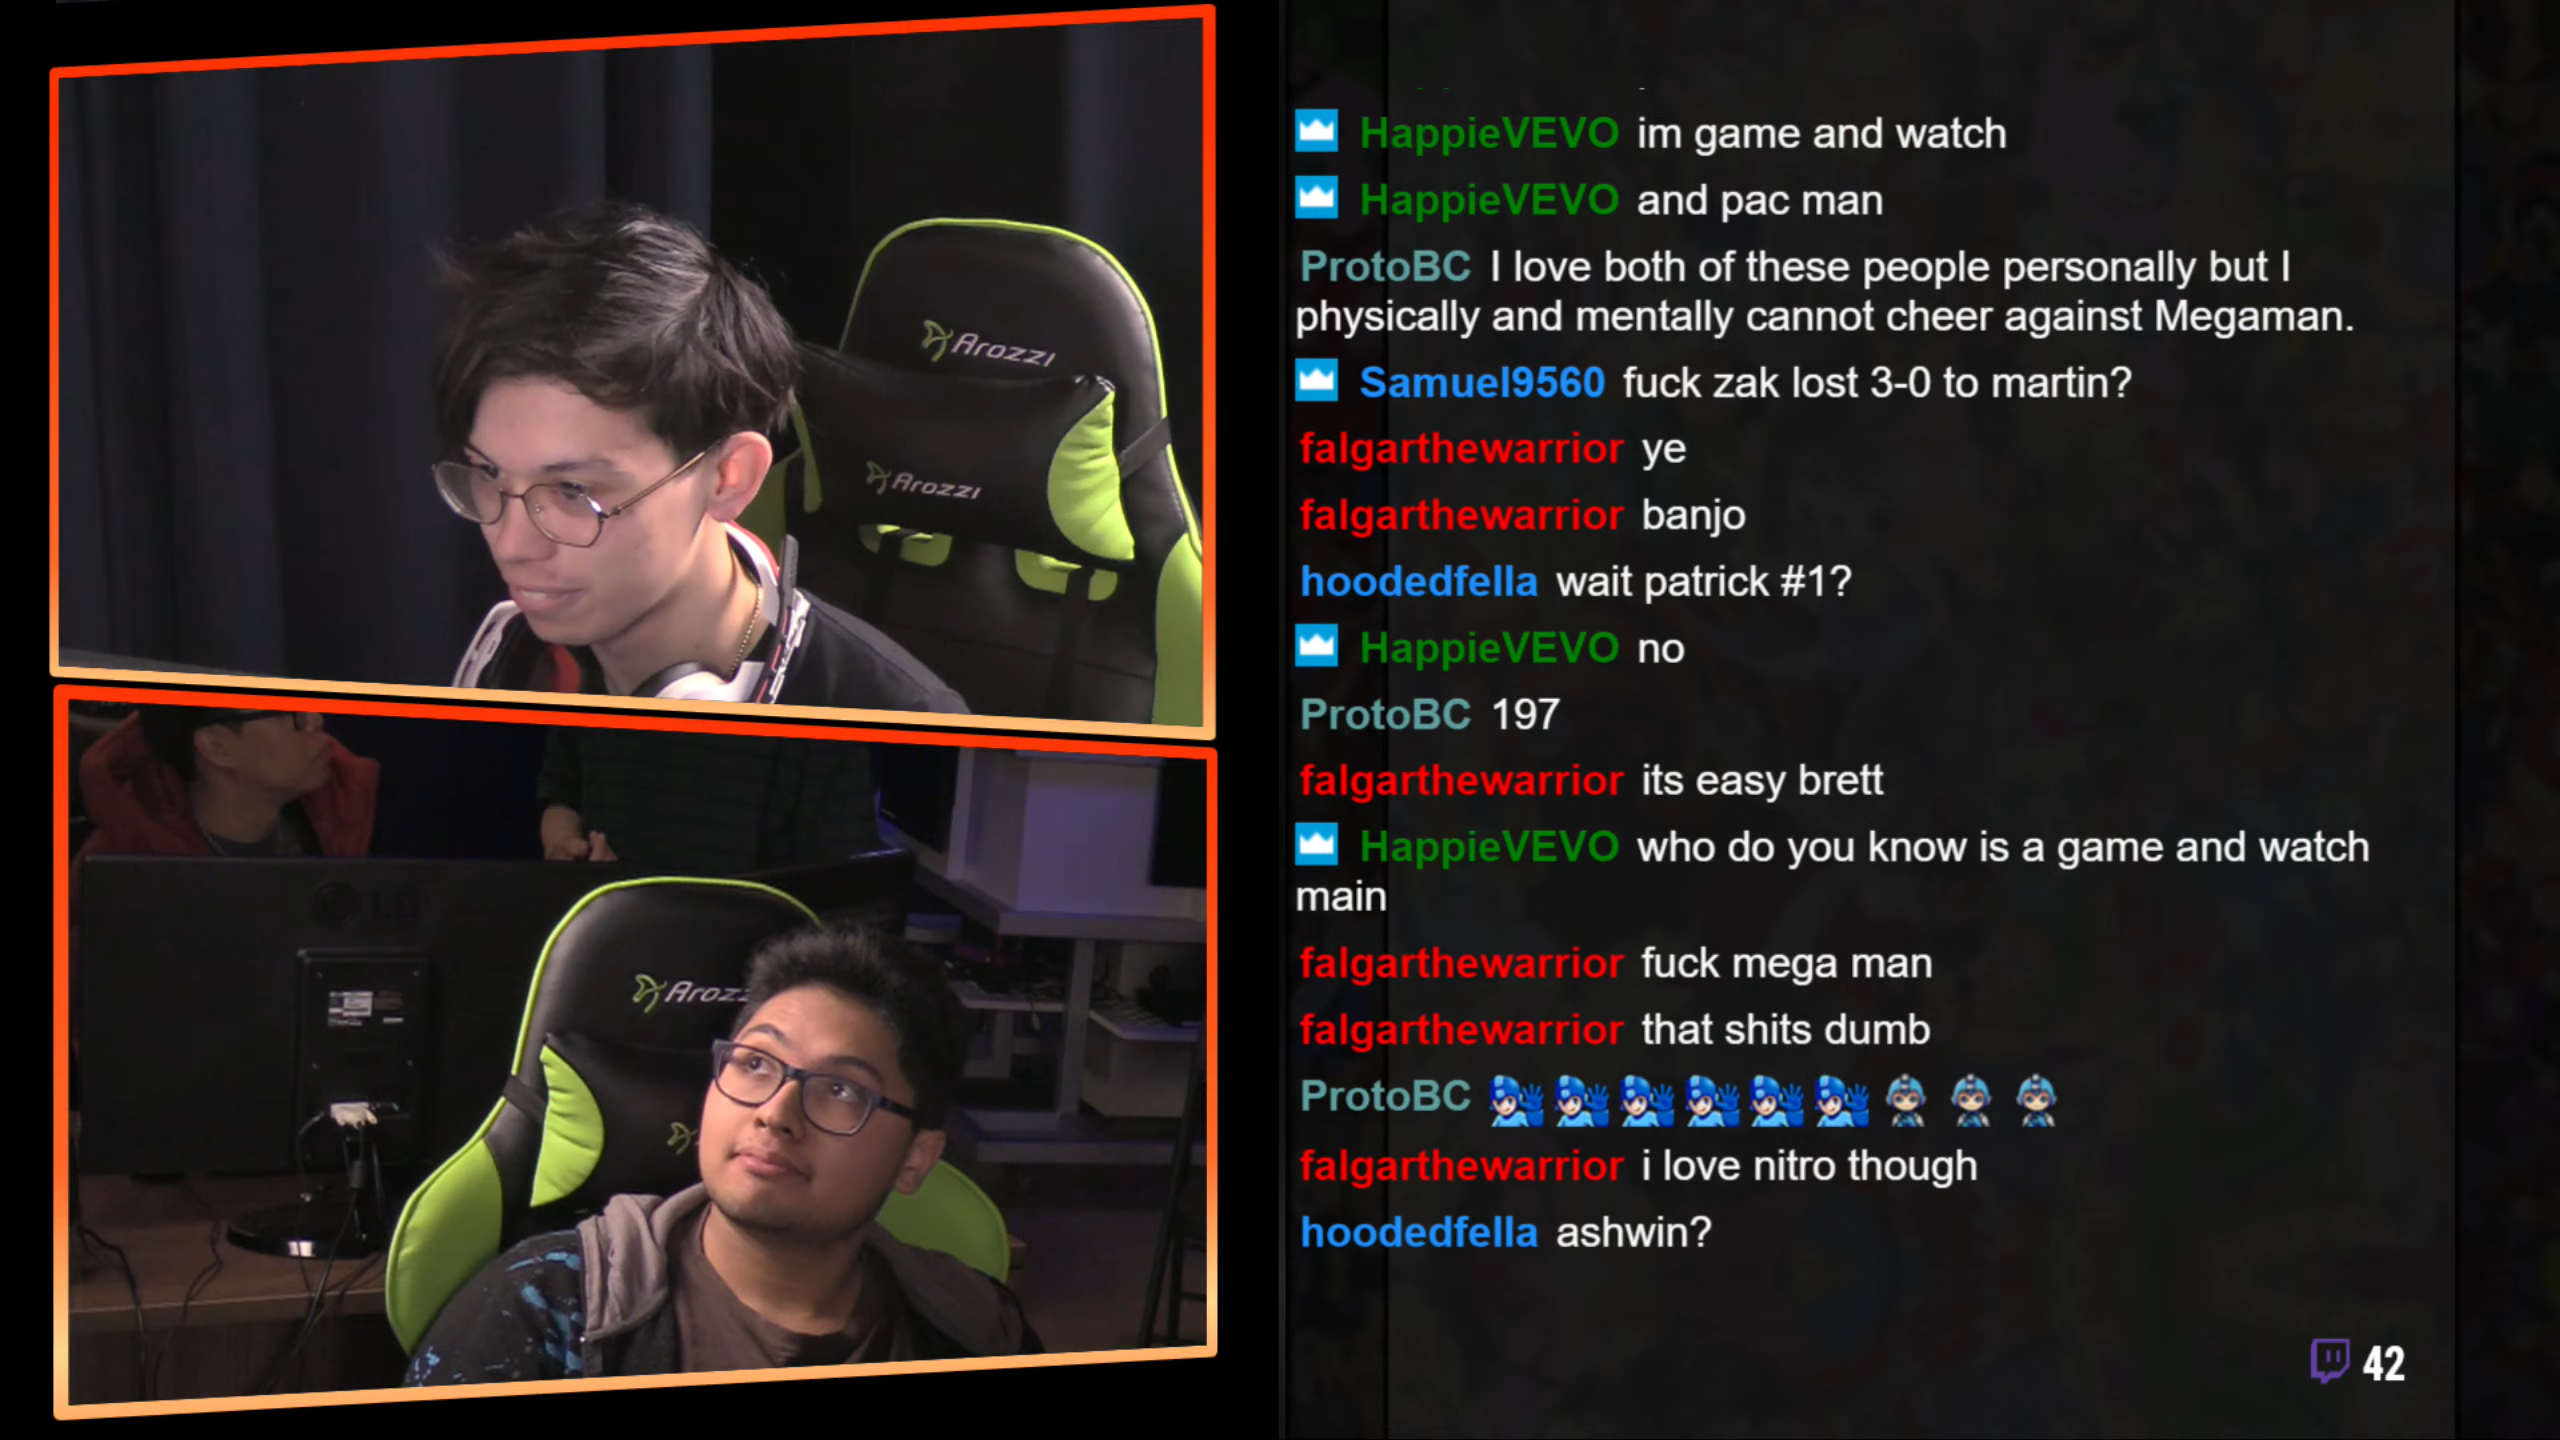 Arozzi
Arozzi
LG
Aroz
HappieVEVO im game and watch
HappieVEVO and pac man
ProtoBC I love both of these people personally but I
physically and mentally cannot cheer against Megaman.
Samuel9560 fuck zak lost 3-0 to martin?
falgarthewarrior ye
falgarthewarrior banjo
hoodedfella wait patrick #1?
HappieVEVO no
ProtoBC 197
falgarthewarrior its easy brett
HappieVEVO who do you know is a game and watch
main
falgarthewarrior fuck mega man
falgarthewarrior that shits dumb
ProtoBC
falgarthewarrior i love nitro though
hoodedfella ashwin?
42